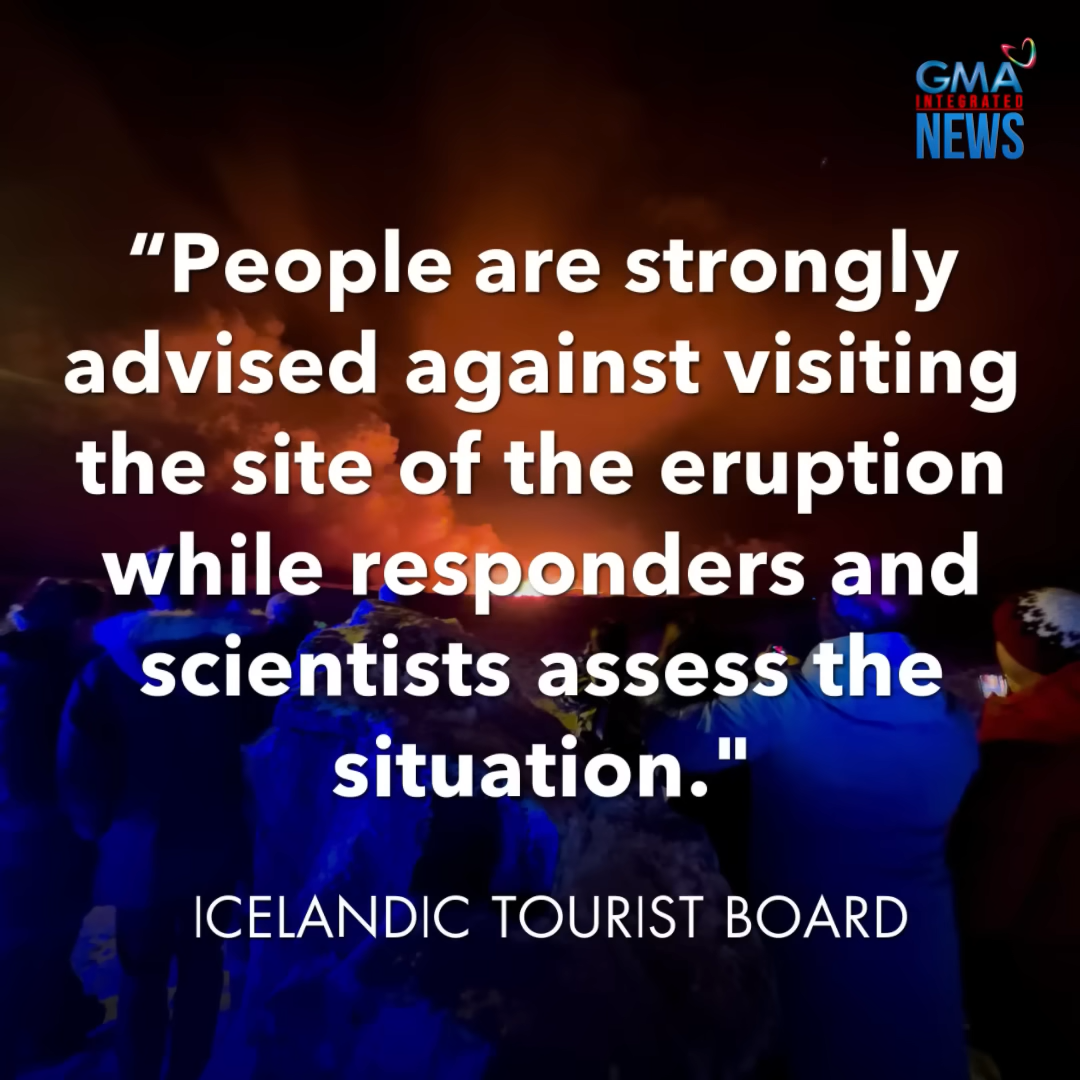 GMA
INTEGRATED
NEWS
“People are strongly
advised against visiting
the site of the eruption
while responders and
scientists assess the
situation."
ICELANDIC TOURIST BOARD